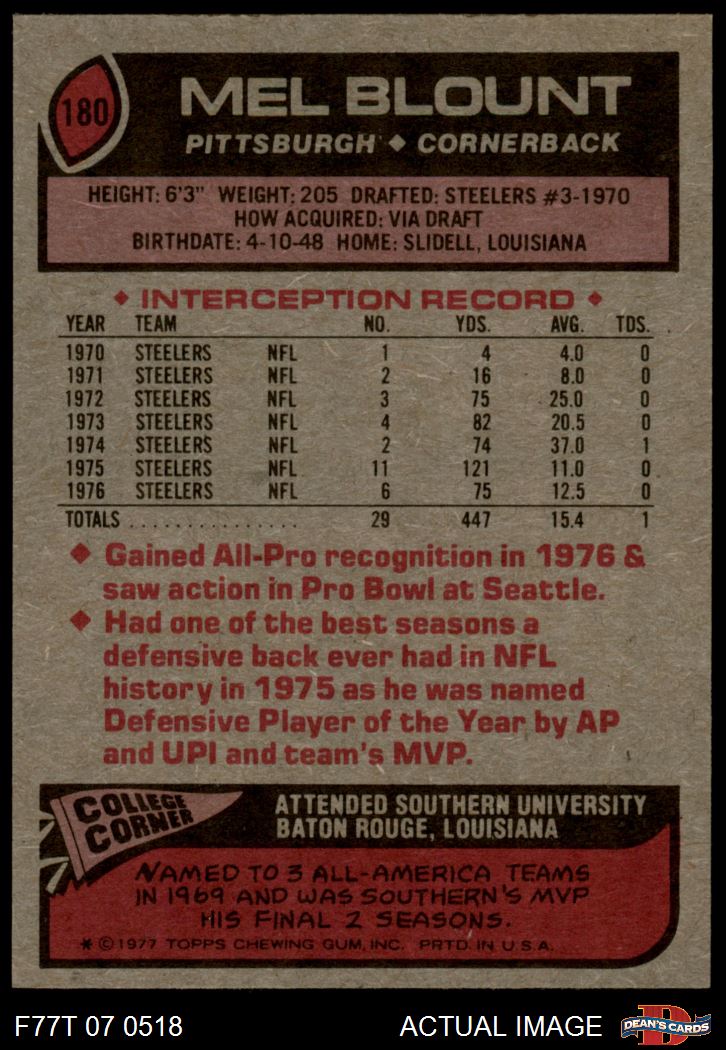 180
MEL BLOUNT
PITTSBURGH ◆ CORNERBACK
HEIGHT: 6'3" WEIGHT: 205 DRAFTED: STEELERS #3-1970
HOW ACQUIRED: VIA DRAFT
BIRTHDATE: 4-10-48 HOME: SLIDELL, LOUISIANA
◆ INTERCEPTION RECORD ◆
YEAR TEAM NO. YDS. AVG. TDS.
1970 STEELERS NFL 1 4 4.0 0
1971 STEELERS NFL 2 16 8.0 0
1972 STEELERS NFL 3 75 25.0 0
1973 STEELERS NFL 4 82 20.5 0
1974 STEELERS NFL 2 74 37.0 1
1975 STEELERS NFL 11 121 11.0 0
1976 STEELERS NFL 6 75 12.5 0
TOTALS . . . . . . . . . . . . . . . 29 447 15.4 1
◆ Gained All-Pro recognition in 1976 &
saw action in Pro Bowl at Seattle.
◆ Had one of the best seasons a
defensive back ever had in NFL
history in 1975 as he was named
Defensive Player of the Year by AP
and UPI and team's MVP.
COLLEGE
CORNER
ATTENDED SOUTHERN UNIVERSITY
BATON ROUGE, LOUISIANA
NAMED TO 3 ALL-AMERICA TEAMS
IN 1969 AND WAS SOUTHERN'S MVP
HIS FINAL 2 SEASONS.
* © 1977 TOPPS CHEWING GUM, INC. PRTD. IN U.S.A.
F77T 07 0518 ACTUAL IMAGE
D
DEAN'S CARDS